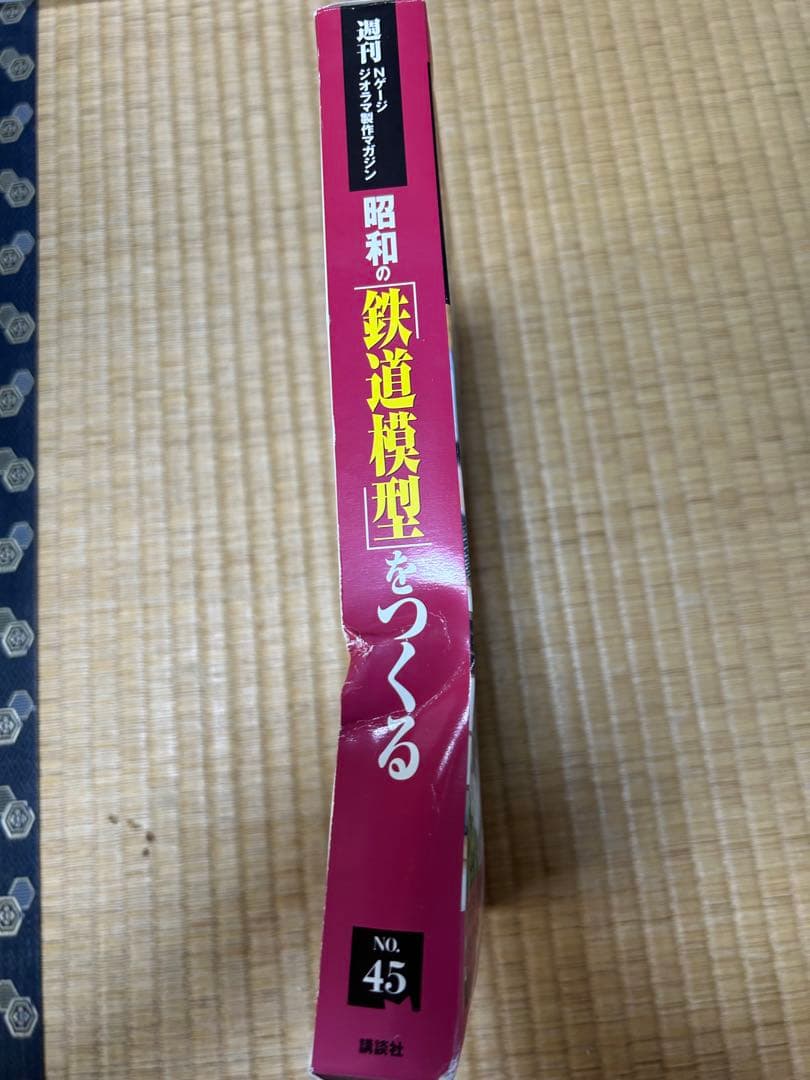 週刊
Nゲージ
ジオラマ製作マガジン
昭和の「鉄道模型」をつくる
NO.
45
講談社